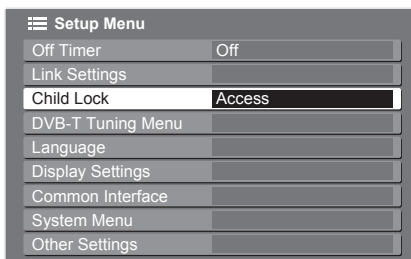 Setup Menu
Off Timer Off
Link Settings
Child Lock Access
DVB-T Tuning Menu
Language
Display Settings
Common Interface
System Menu
Other Settings